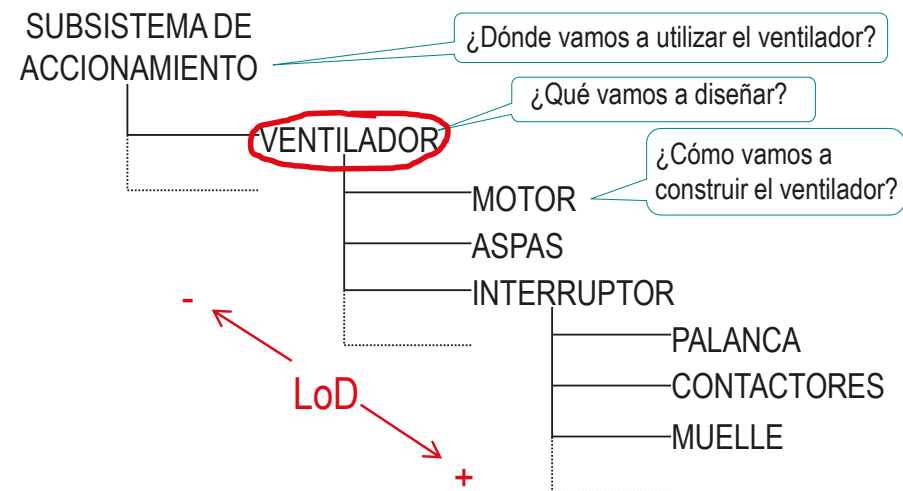 SUBSISTEMA DE
ACCIONAMIENTO
¿Dónde vamos a utilizar el ventilador?
¿Qué vamos a diseñar?
VENTILADOR
¿Cómo vamos a
construir el ventilador?
MOTOR
ASPAS
INTERRUPTOR
-
PALANCA
LoD
CONTACTORES
MUELLE
+